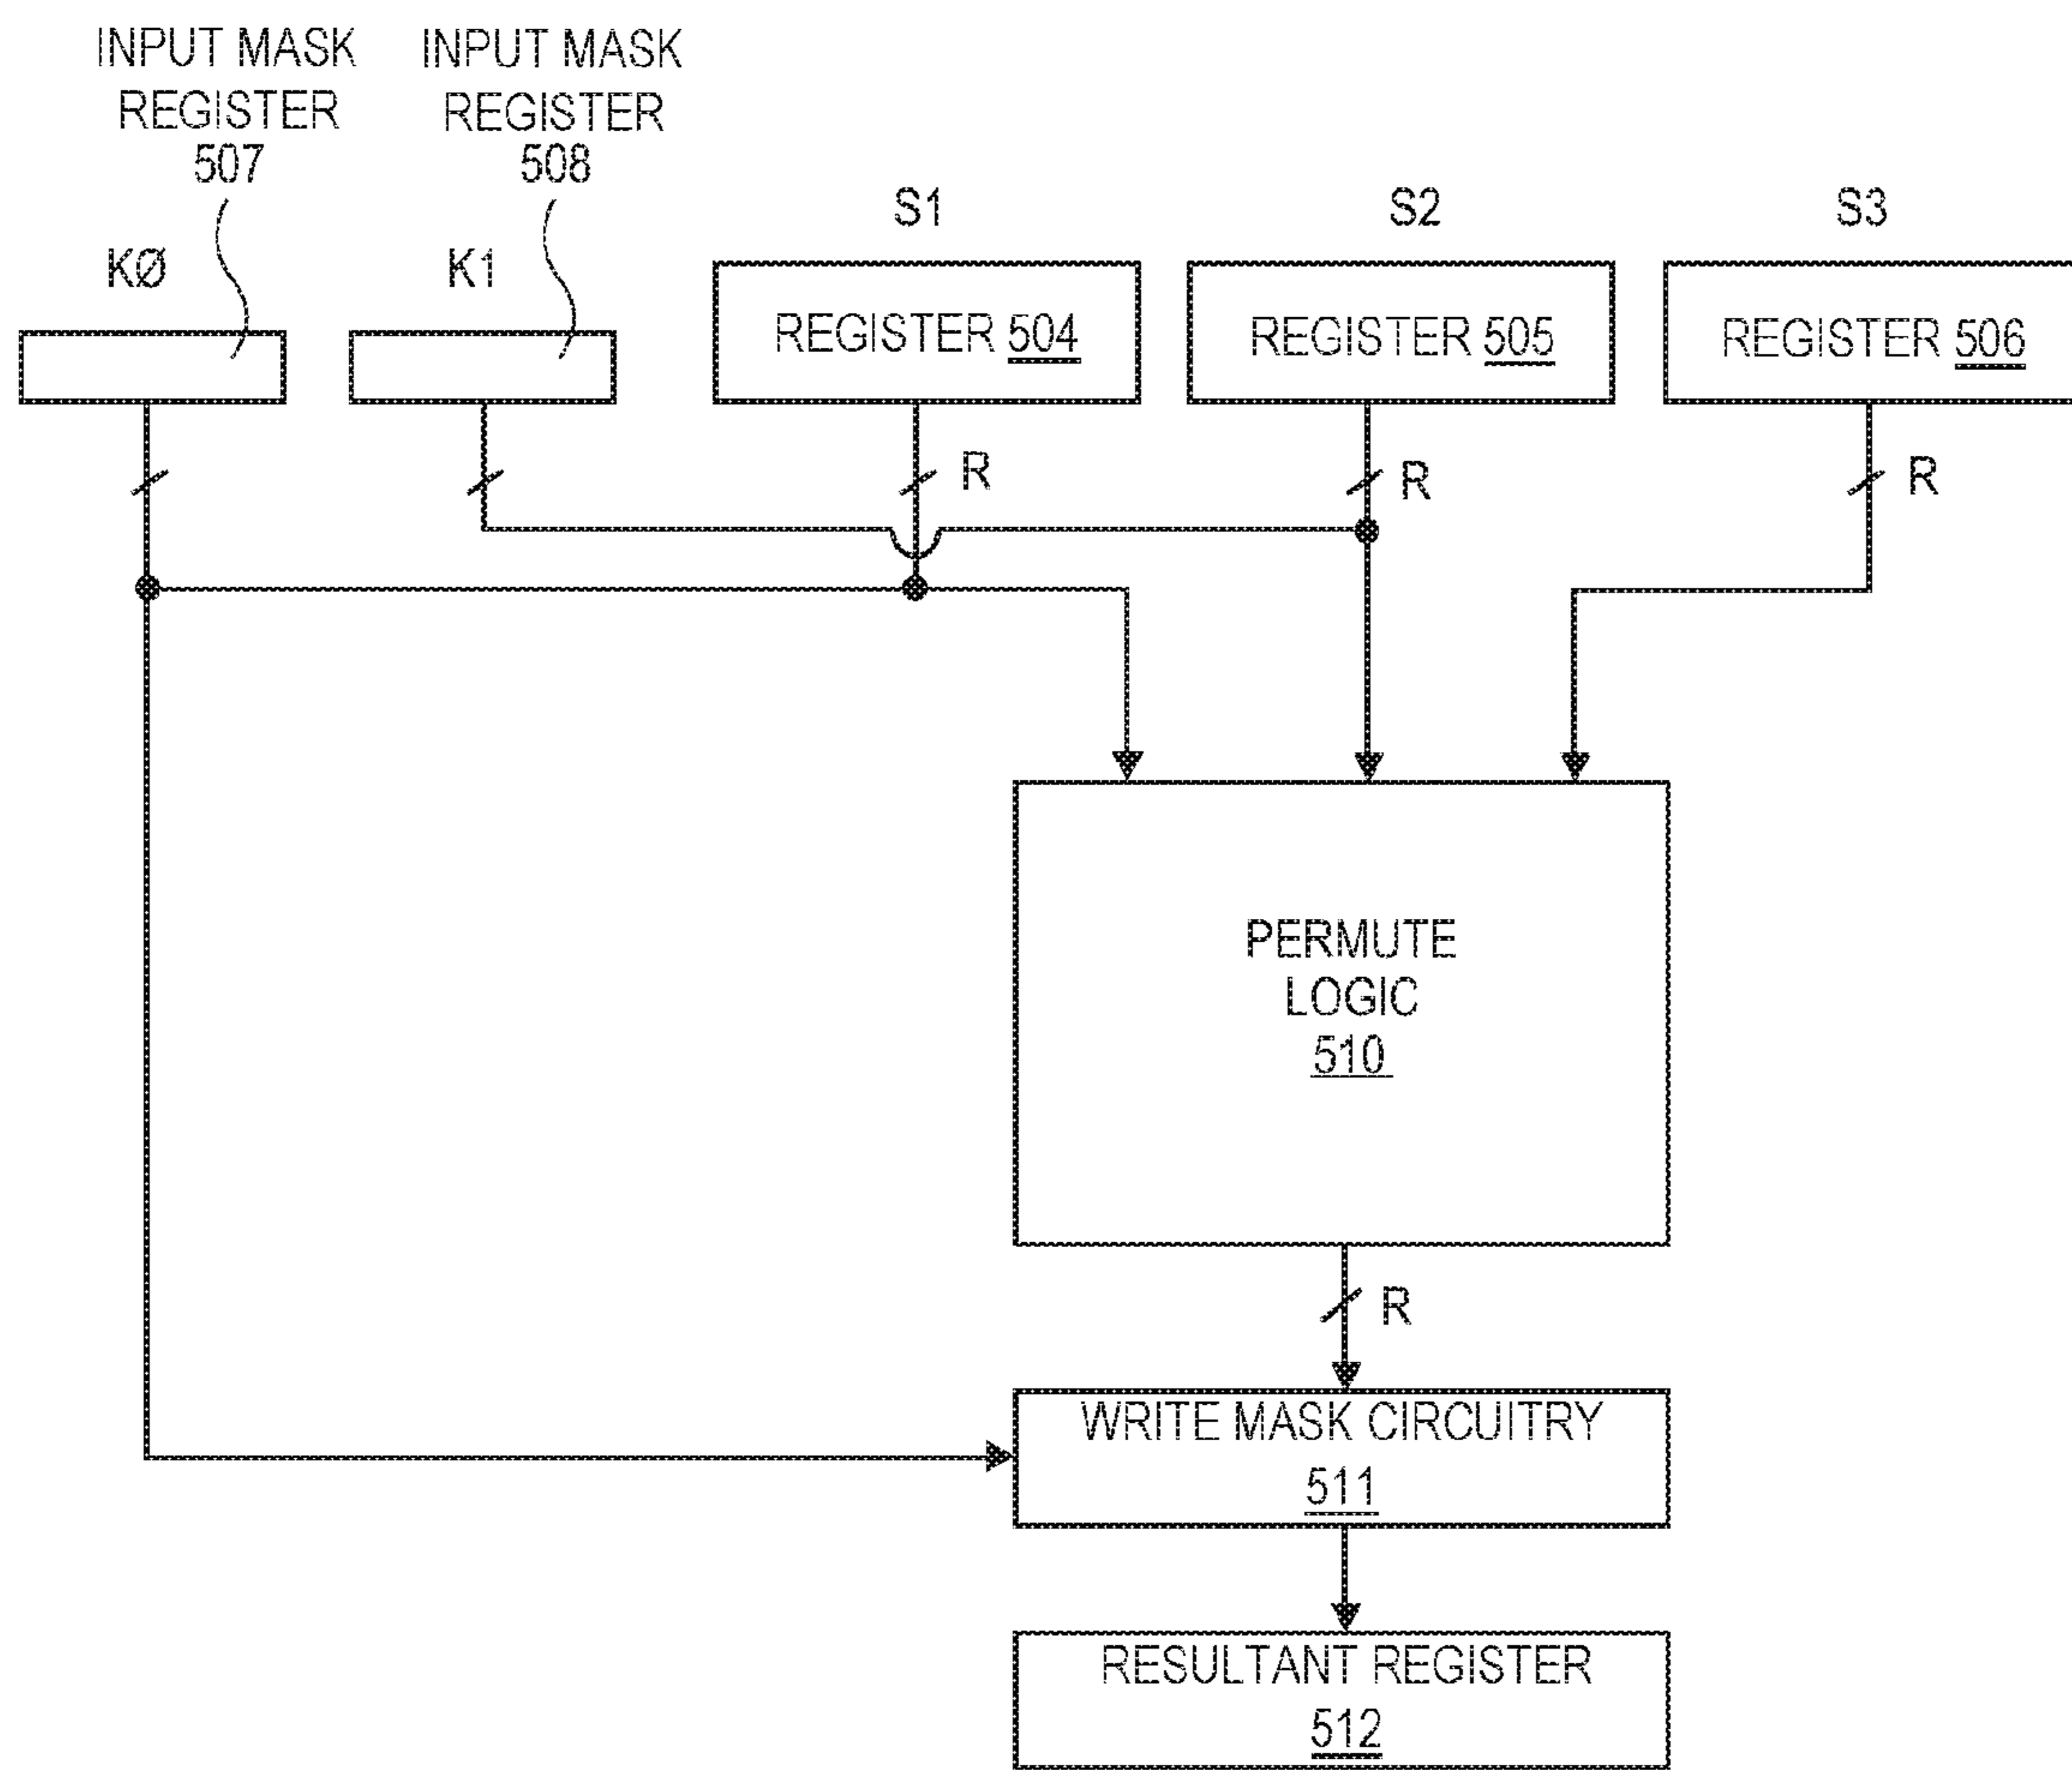 INPUT MASK
REGISTER
507
INPUT MASK
REGISTER
508
KØ
K1
S1
S2
S3
REGISTER 504
REGISTER 505
REGISTER 506
R
R
R
PERMUTE
LOGIC
510
R
WRITE MASK CIRCUITRY
511
RESULTANT REGISTER
512